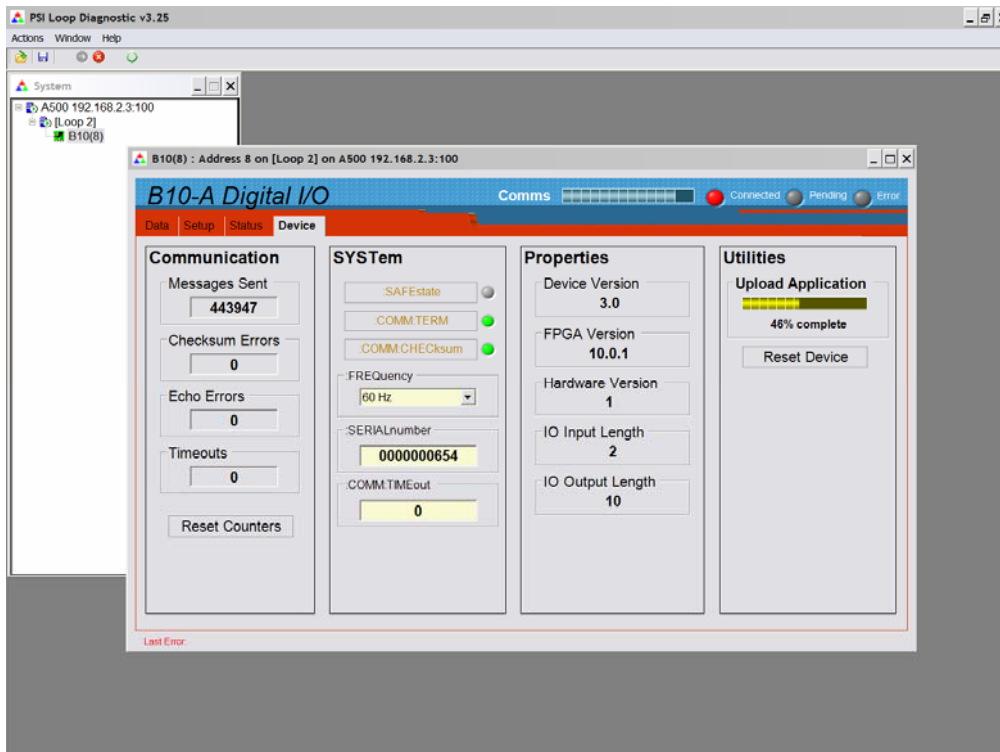 PSI Loop Diagnostic v3.25
Actions Window Help
System
A500 192.168.2.3:100
[Loop 2]
B10(8)
B10(8) : Address 8 on [Loop 2] on A500 192.168.2.3:100
B10-A Digital I/O
Comms
Connected
Pending
Error
Data
Setup
Status
Device
Communication
Messages Sent
443947
Checksum Errors
0
Echo Errors
0
Timeouts
0
Reset Counters
SYSTem
:SAFEstate
:COMM:TERM
:COMM:CHECksum
:FREQuency
60 Hz
:SERIALnumber
0000000654
:COMM:TIMEout
0
Properties
Device Version
3.0
FPGA Version
10.0.1
Hardware Version
1
IO Input Length
2
IO Output Length
10
Utilities
Upload Application
46% complete
Reset Device
Last Error: